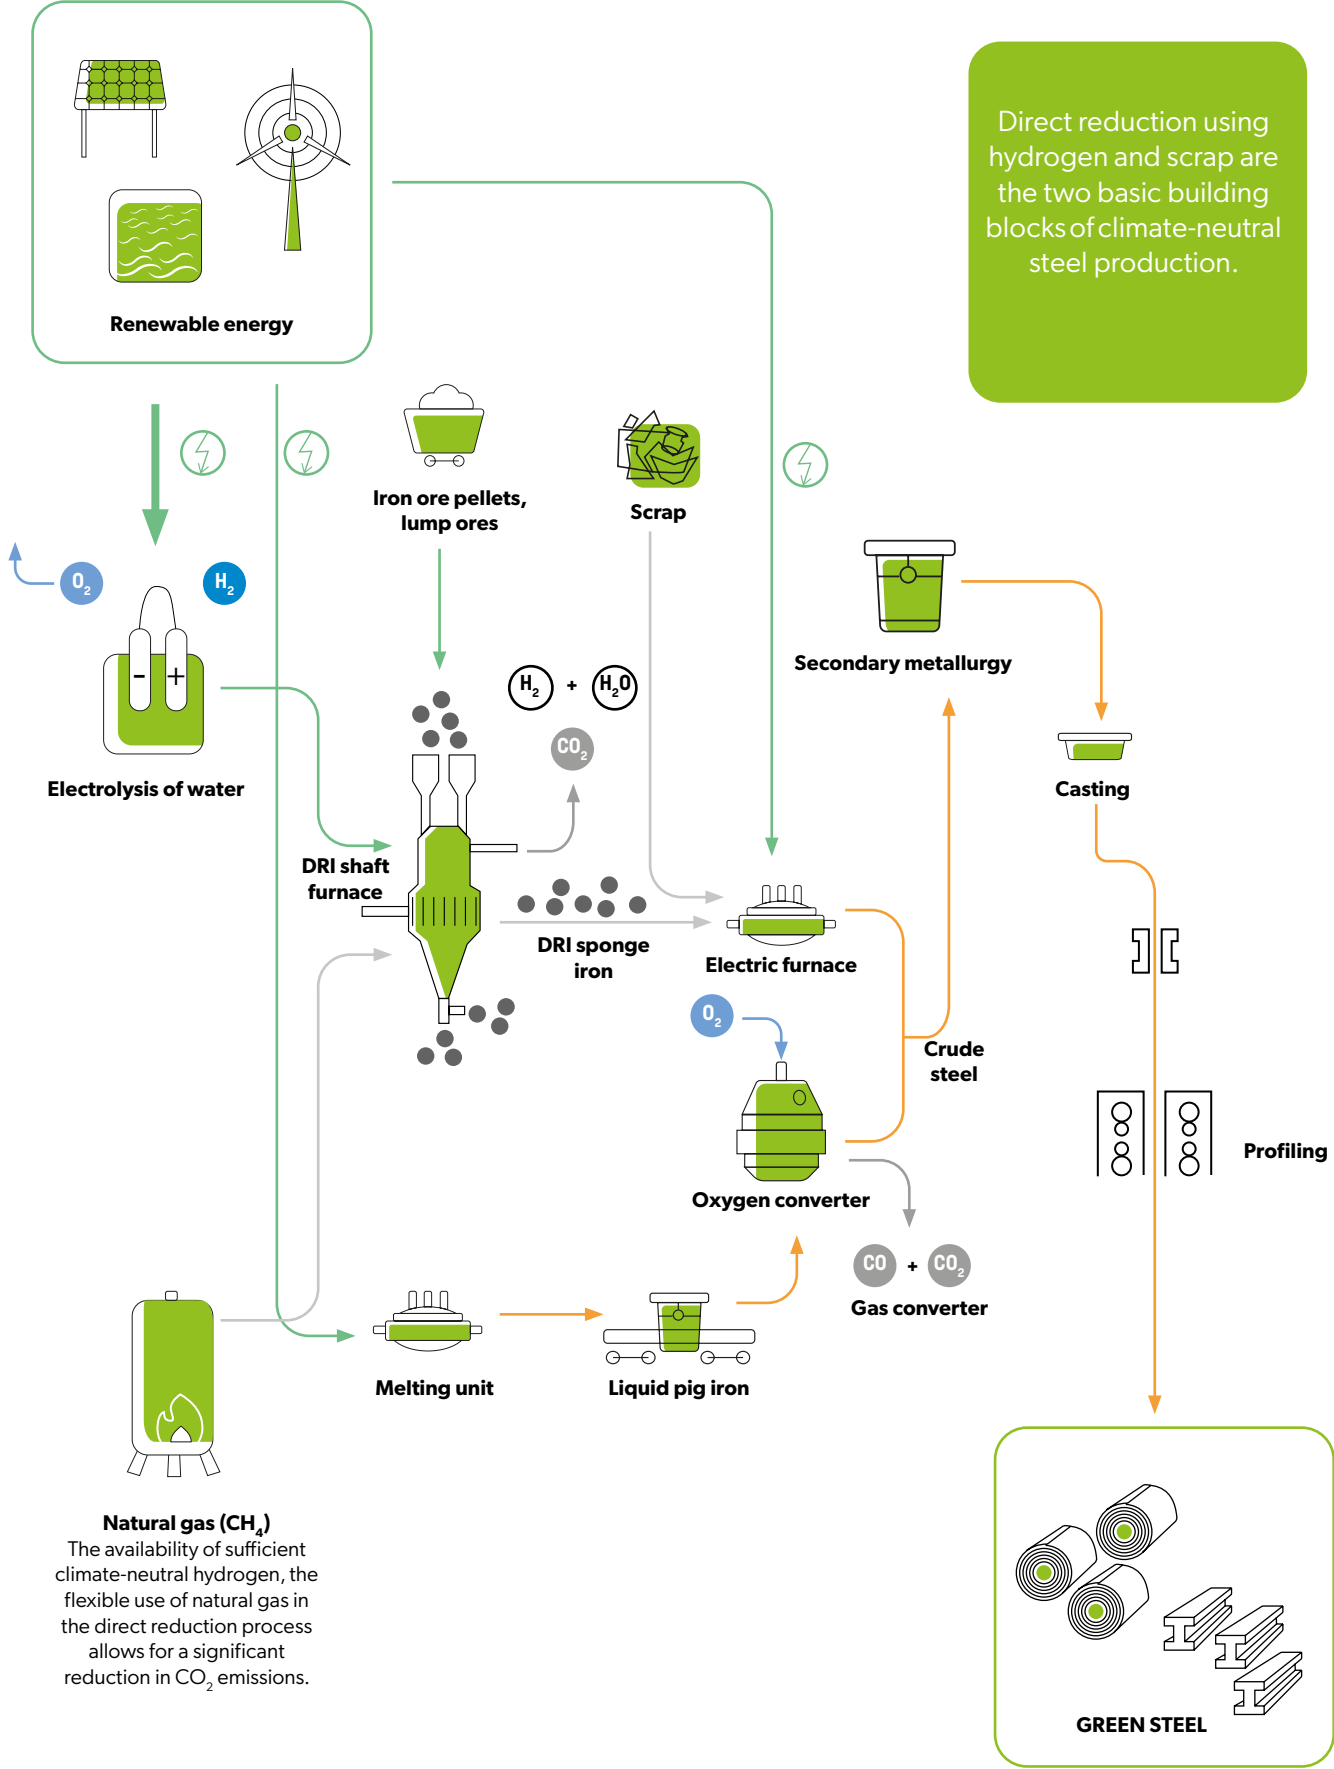 Direct reduction using
hydrogen and scrap are
the two basic building
blocks of climate-neutral
steel production.
Renewable energy
Iron ore pellets,
lump ores
Scrap
O₂
H₂
- +
Electrolysis of water
H₂ + H₂O
CO₂
Secondary metallurgy
Casting
DRI shaft
furnace
DRI sponge
iron
Electric furnace
O₂
Crude
steel
Oxygen converter
Profiling
CO + CO₂
Gas converter
Melting unit
Liquid pig iron
Natural gas (CH₄)
The availability of sufficient
climate-neutral hydrogen, the
flexible use of natural gas in
the direct reduction process
allows for a significant
reduction in CO₂ emissions.
GREEN STEEL